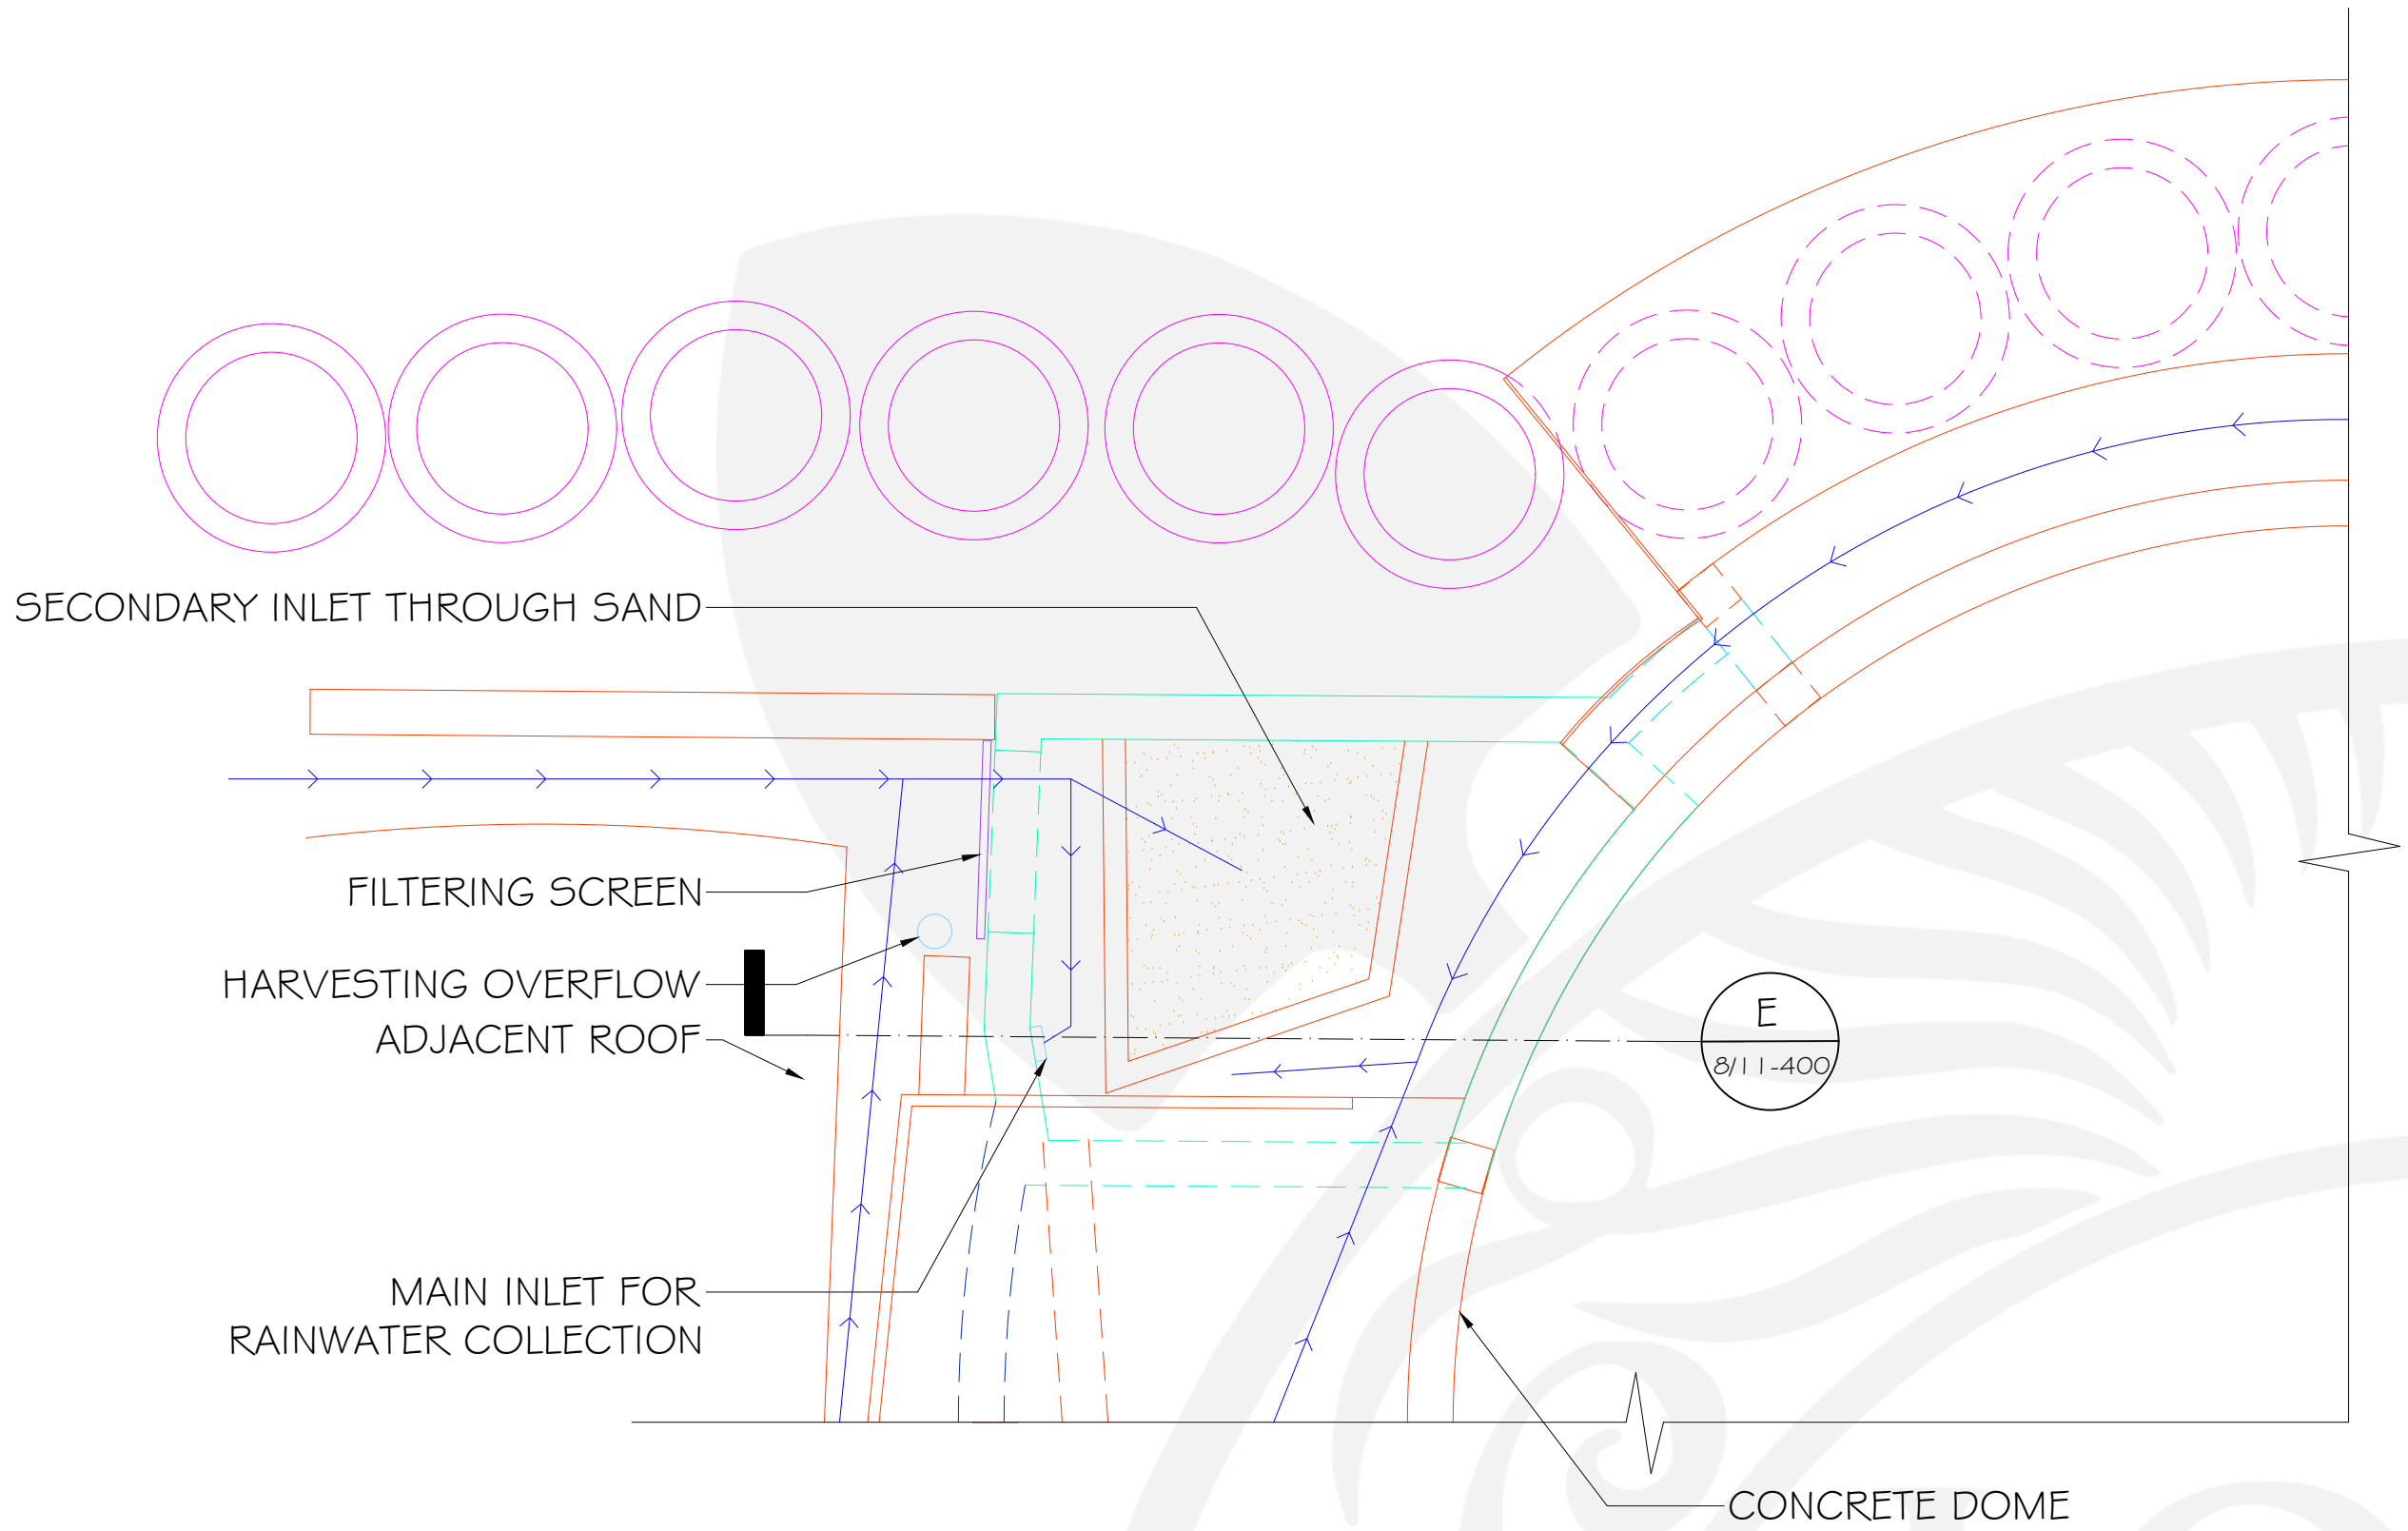 SECONDARY INLET THROUGH SAND
FILTERING SCREEN
HARVESTING OVERFLOW
ADJACENT ROOF
E
8/11-400
MAIN INLET FOR
RAINWATER COLLECTION
CONCRETE DOME